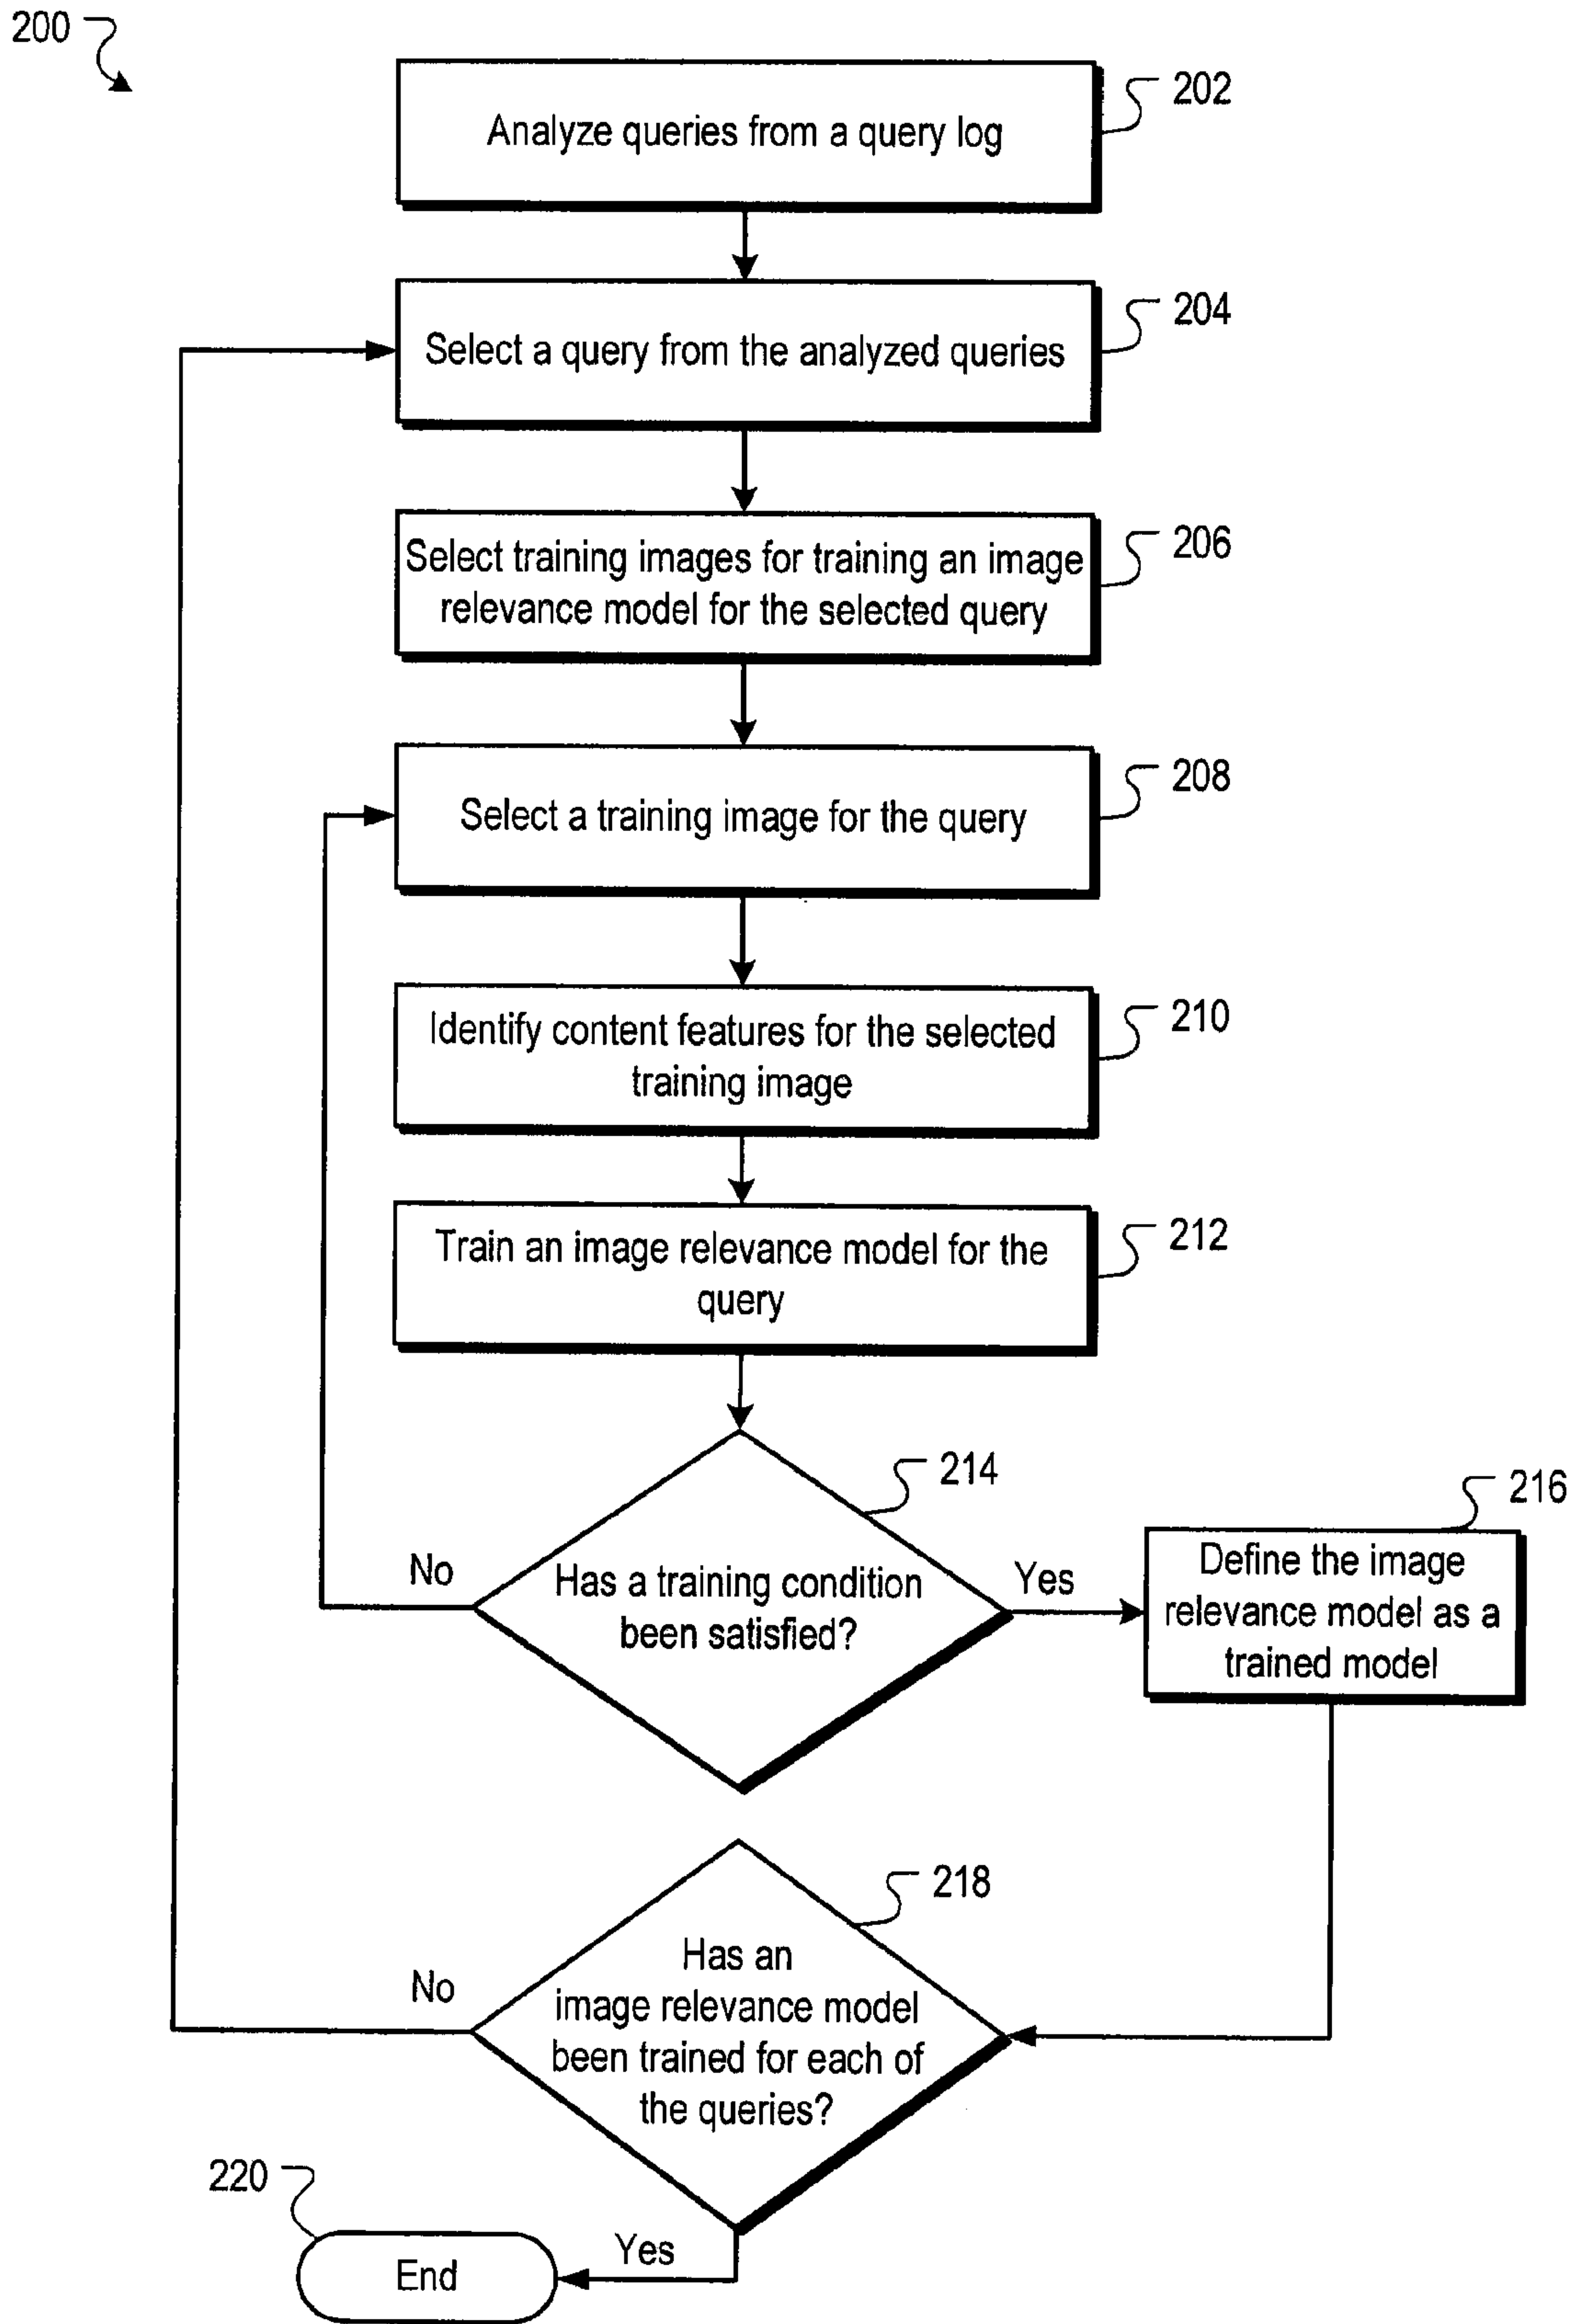 200
Analyze queries from a query log
202
Select a query from the analyzed queries
204
Select training images for training an image
relevance model for the selected query
206
Select a training image for the query
208
Identify content features for the selected
training image
210
Train an image relevance model for the
query
212
214
Has a training condition
been satisfied?
No
Yes
216
Define the image
relevance model as a
trained model
218
Has an
image relevance model
been trained for each of
the queries?
No
Yes
220
End